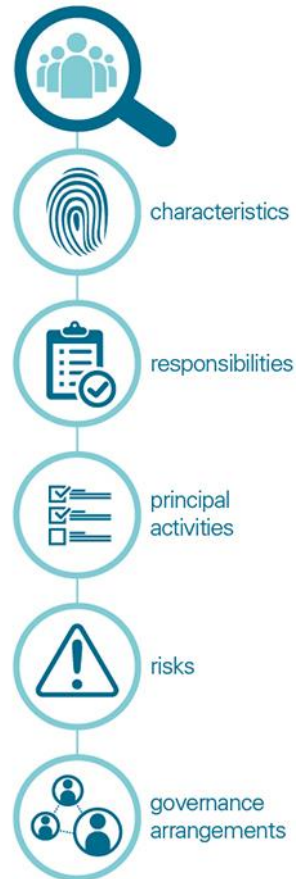 characteristics
responsibilities
principal
activities
risks
governance
arrangements